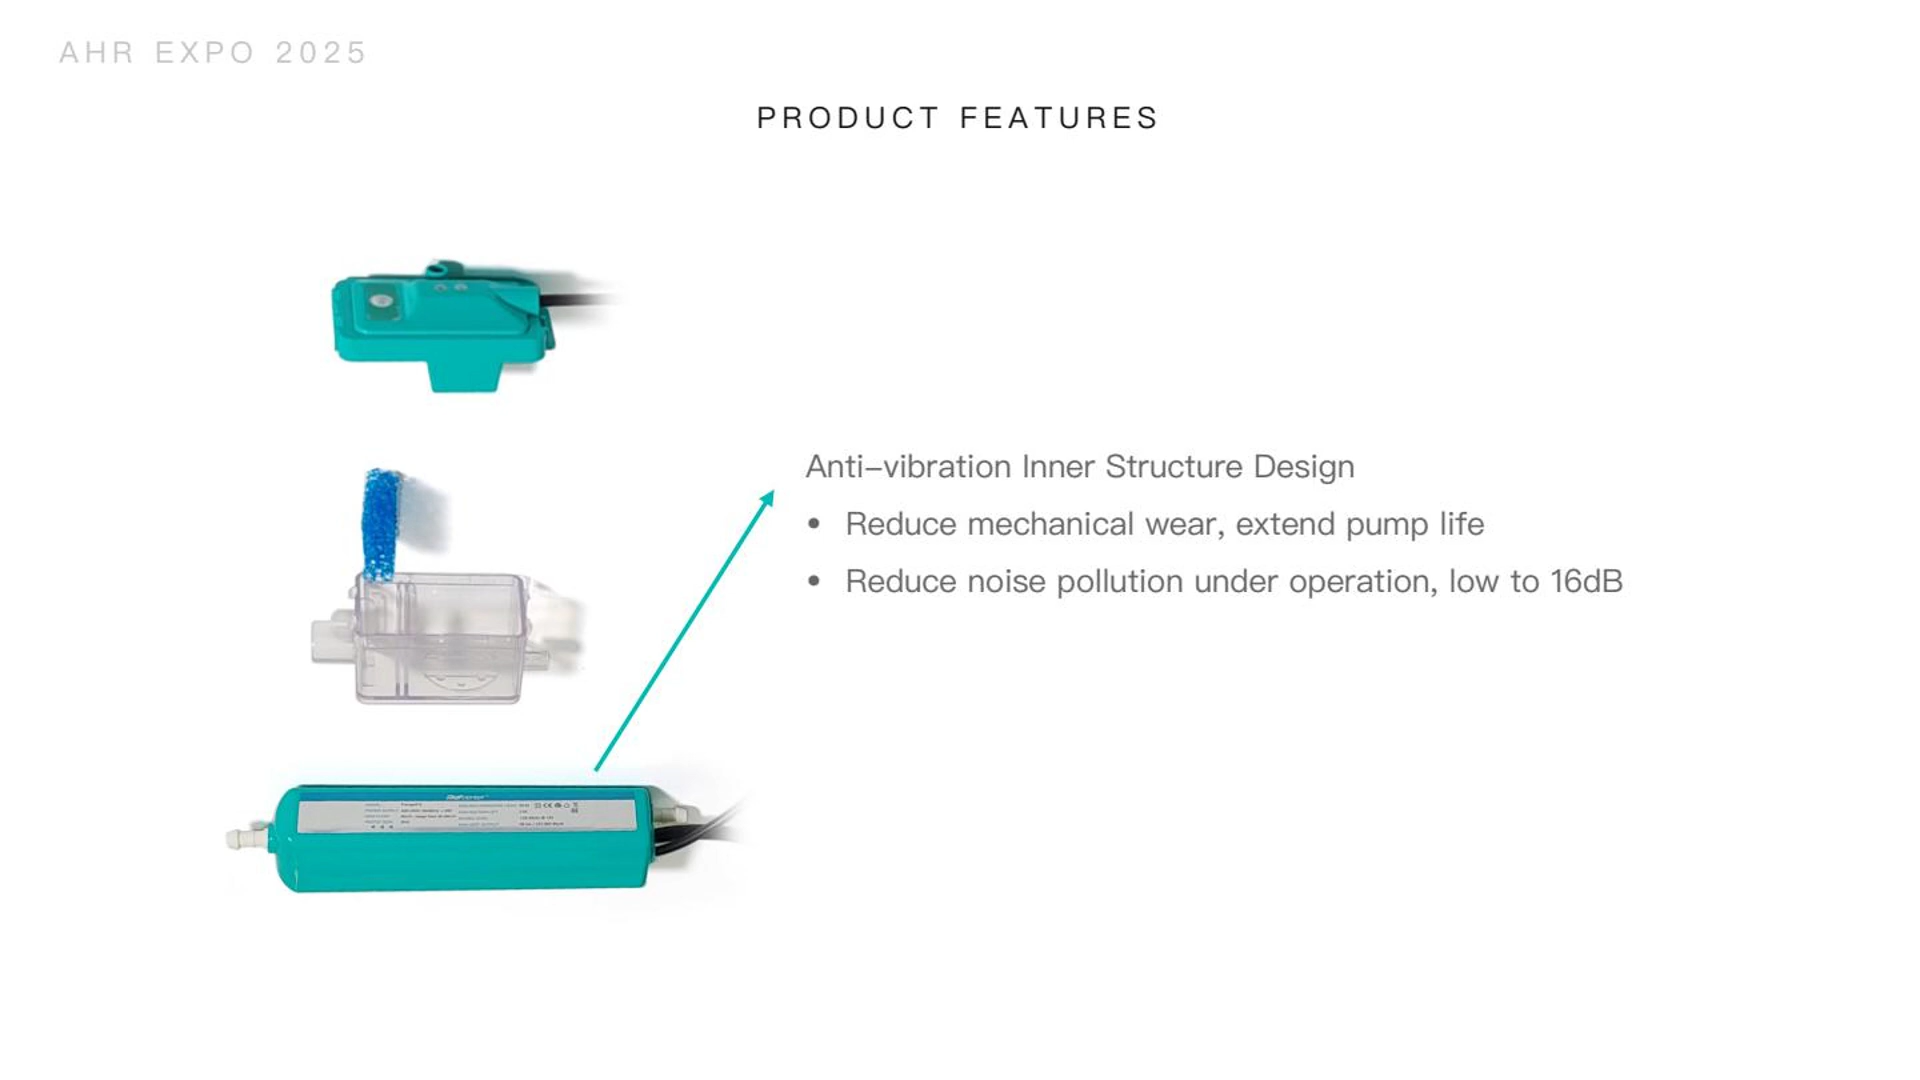 AHR EXPO 2025
PRODUCT FEATURES
Anti–vibration Inner Structure Design
• Reduce mechanical wear, extend pump life
• Reduce noise pollution under operation, low to 16dB